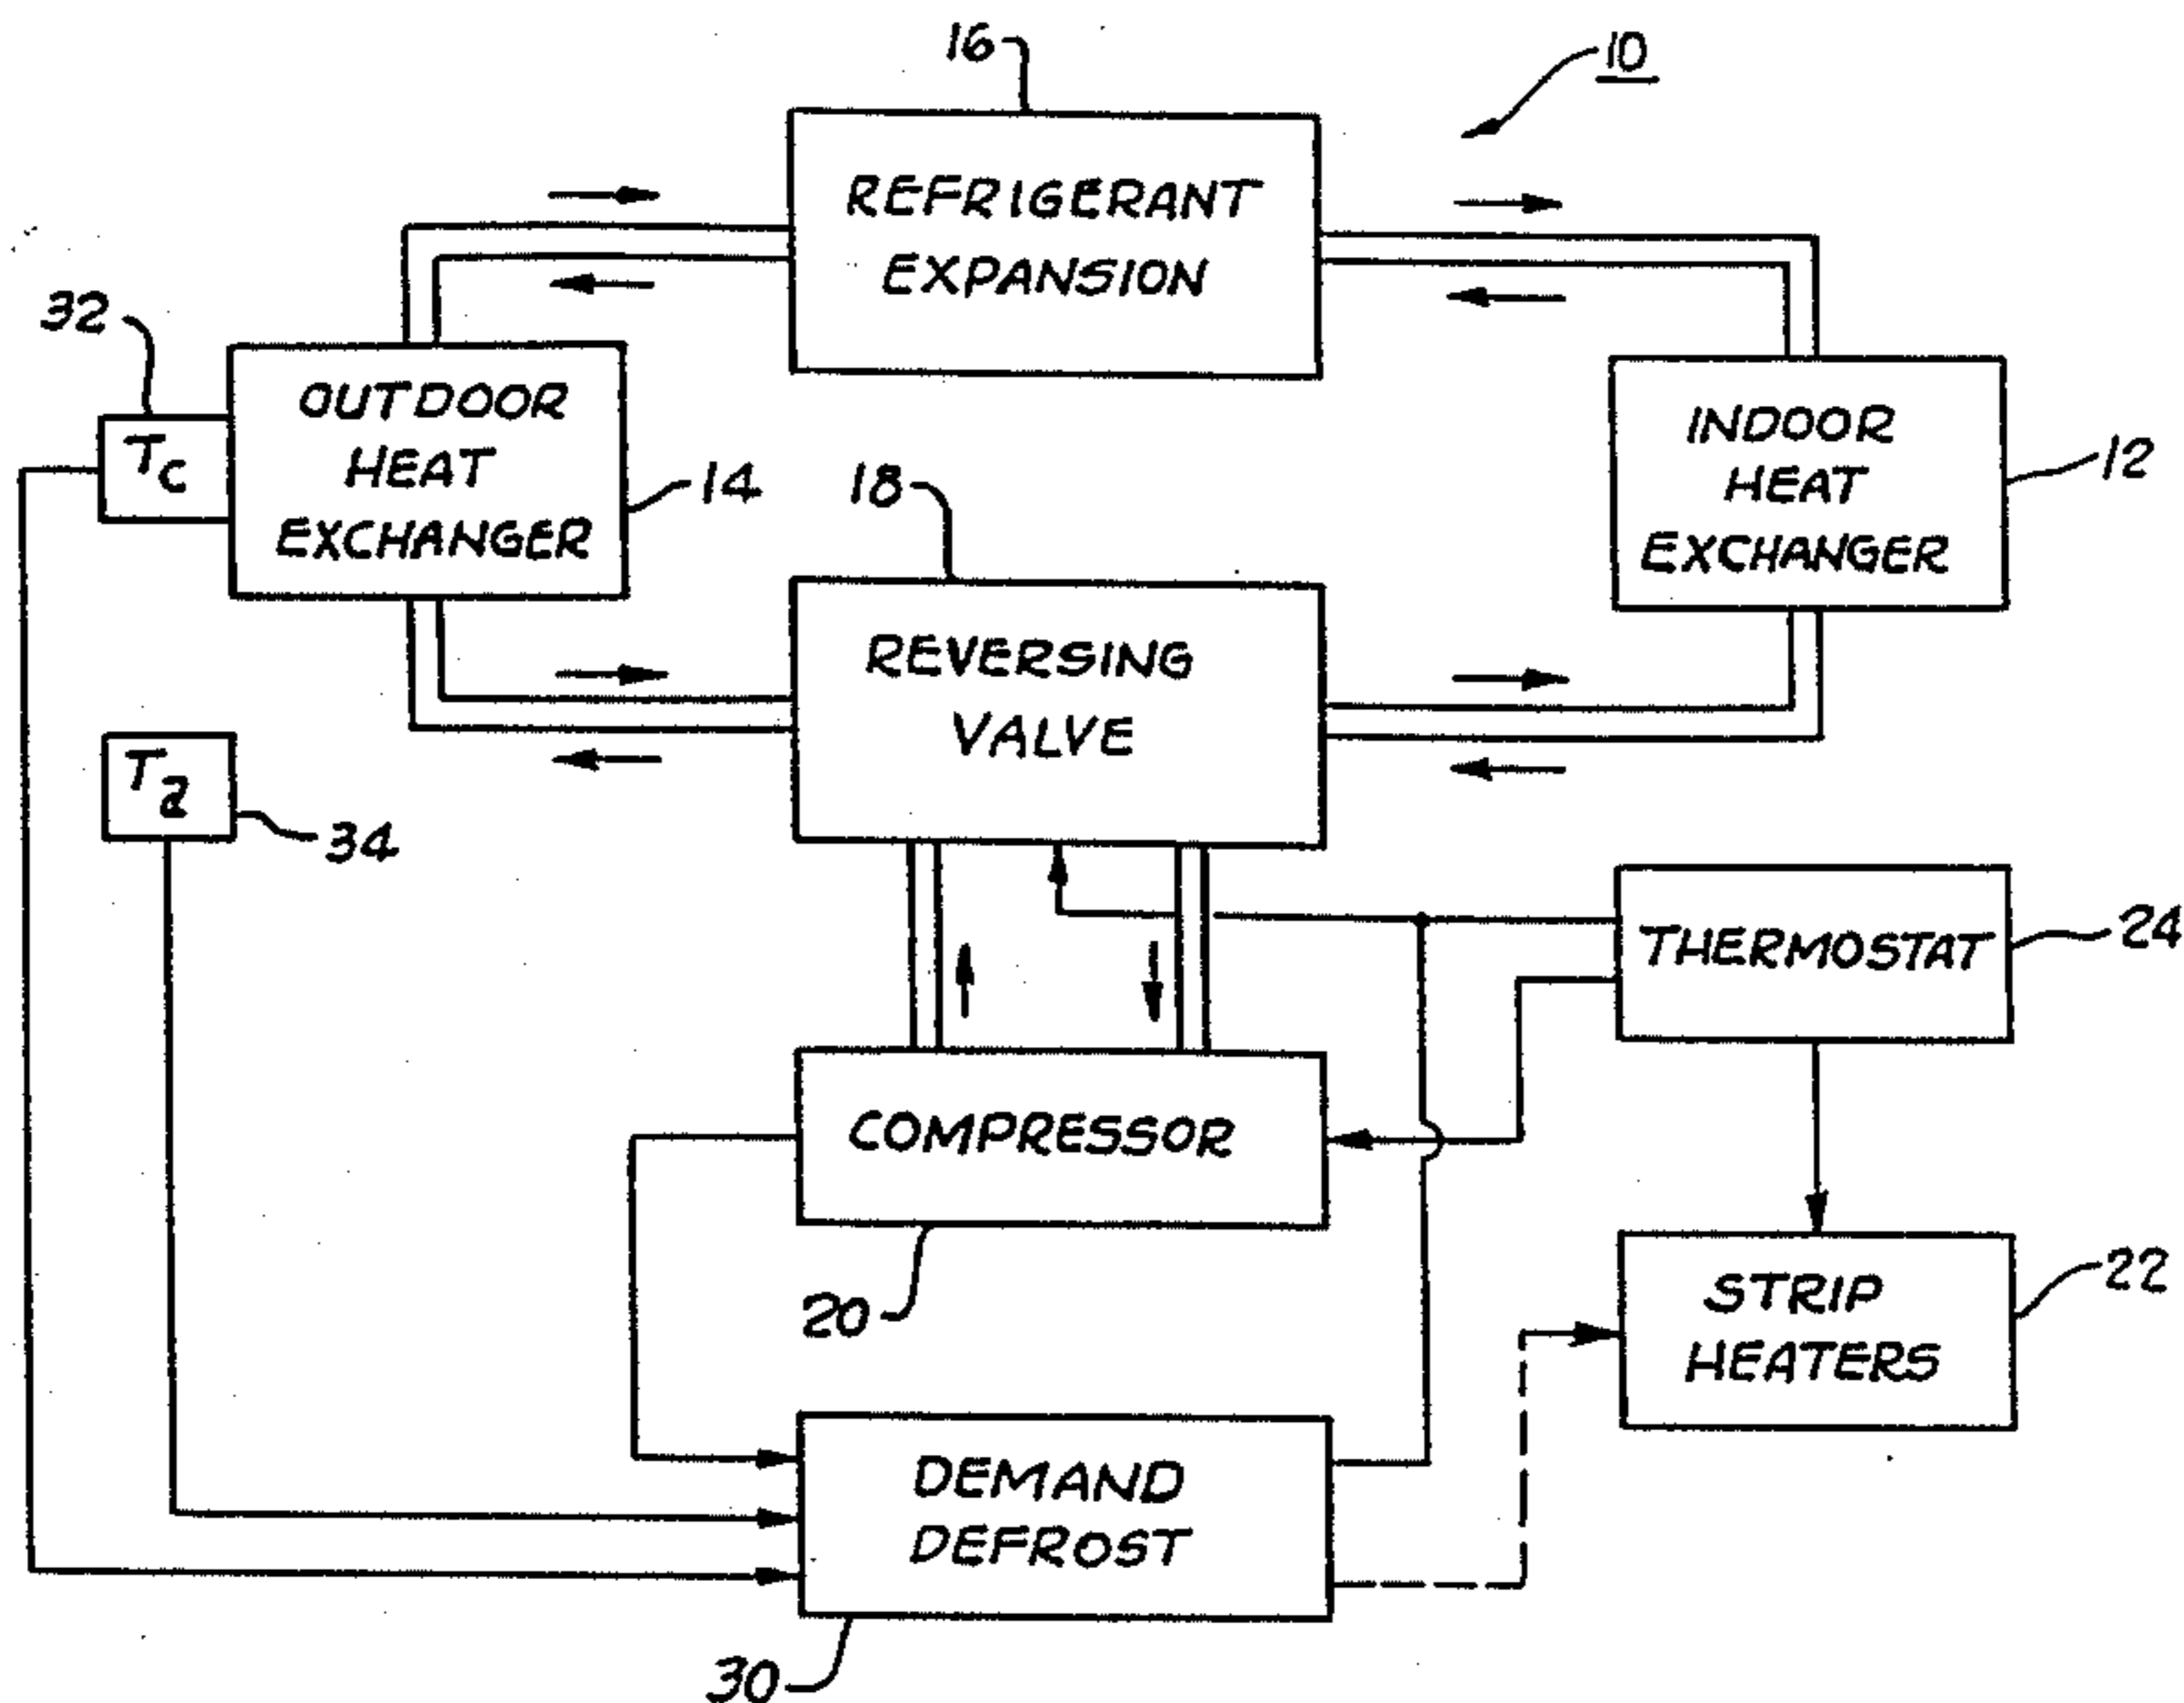 16
10
REFRIGERANT
EXPANSION
32
OUTDOOR
HEAT
EXCHANGER
Tc
14
INDOOR
HEAT
EXCHANGER
12
18
REVERSING
VALVE
Ta
34
THERMOSTAT
24
COMPRESSOR
20
STRIP
HEATERS
22
DEMAND
DEFROST
30